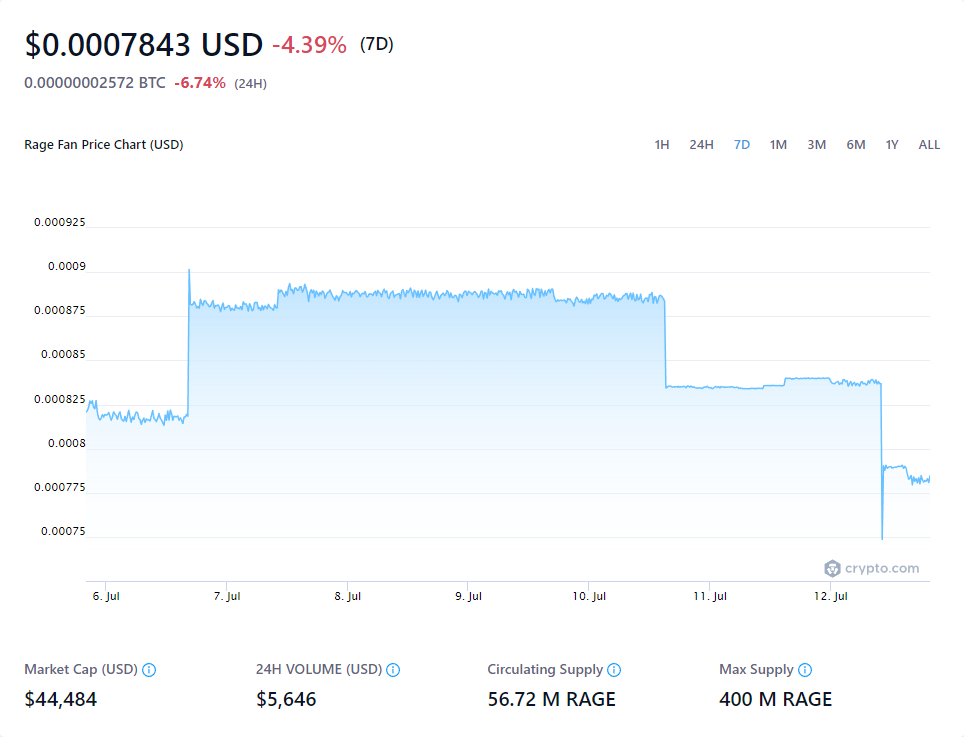 $0.0007843 USD -4.39% (7D)
0.00000002572 BTC -6.74% (24H)
Rage Fan Price Chart (USD)
1H 24H 7D 1M 3M 6M 1Y ALL
0.000925
0.0009
0.000875
0.00085
0.000825
0.0008
0.000775
0.00075
crypto.com
6. Jul 7. Jul 8. Jul 9. Jul 10. Jul 11. Jul 12. Jul
Market Cap (USD) 24H VOLUME (USD) Circulating Supply Max Supply
$44,484 $5,646 56.72 M RAGE 400 M RAGE